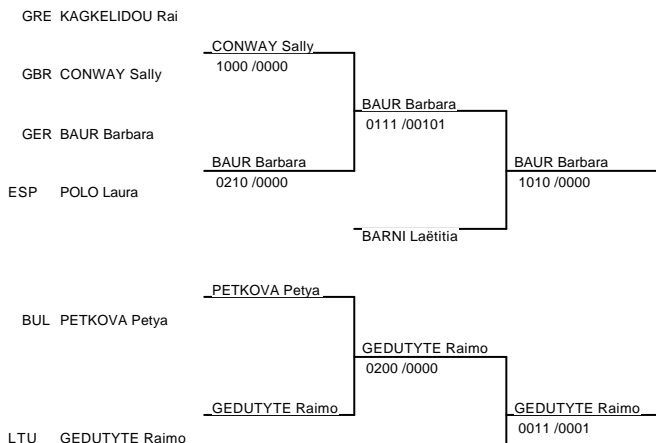 GRE KAGKELIDOU Rai
CONWAY Sally
1000 /0000
GBR CONWAY Sally
BAUR Barbara
0111 /00101
GER BAUR Barbara
BAUR Barbara
0210 /0000
BAUR Barbara
1010 /0000
ESP POLO Laura
BARNI Laëtitia
PETKOVA Petya
BUL PETKOVA Petya
GEDUTYTE Raimo
0200 /0000
GEDUTYTE Raimo
0011 /0001
LTU GEDUTYTE Raimo